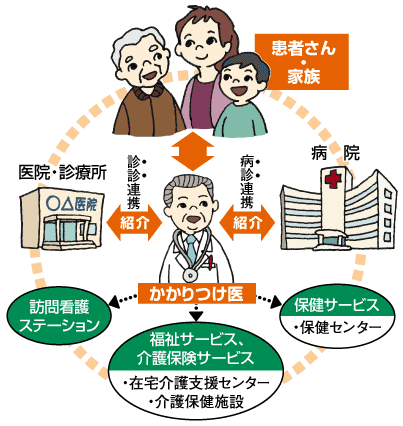 患者さん
・
家族
医院・診療所
病院
診・診連携
病・診連携
○△医院
紹介
紹介
かかりつけ医
訪問看護
ステーション
保健サービス
・保健センター
福祉サービス、
介護保険サービス
・在宅介護支援センター
・介護保健施設